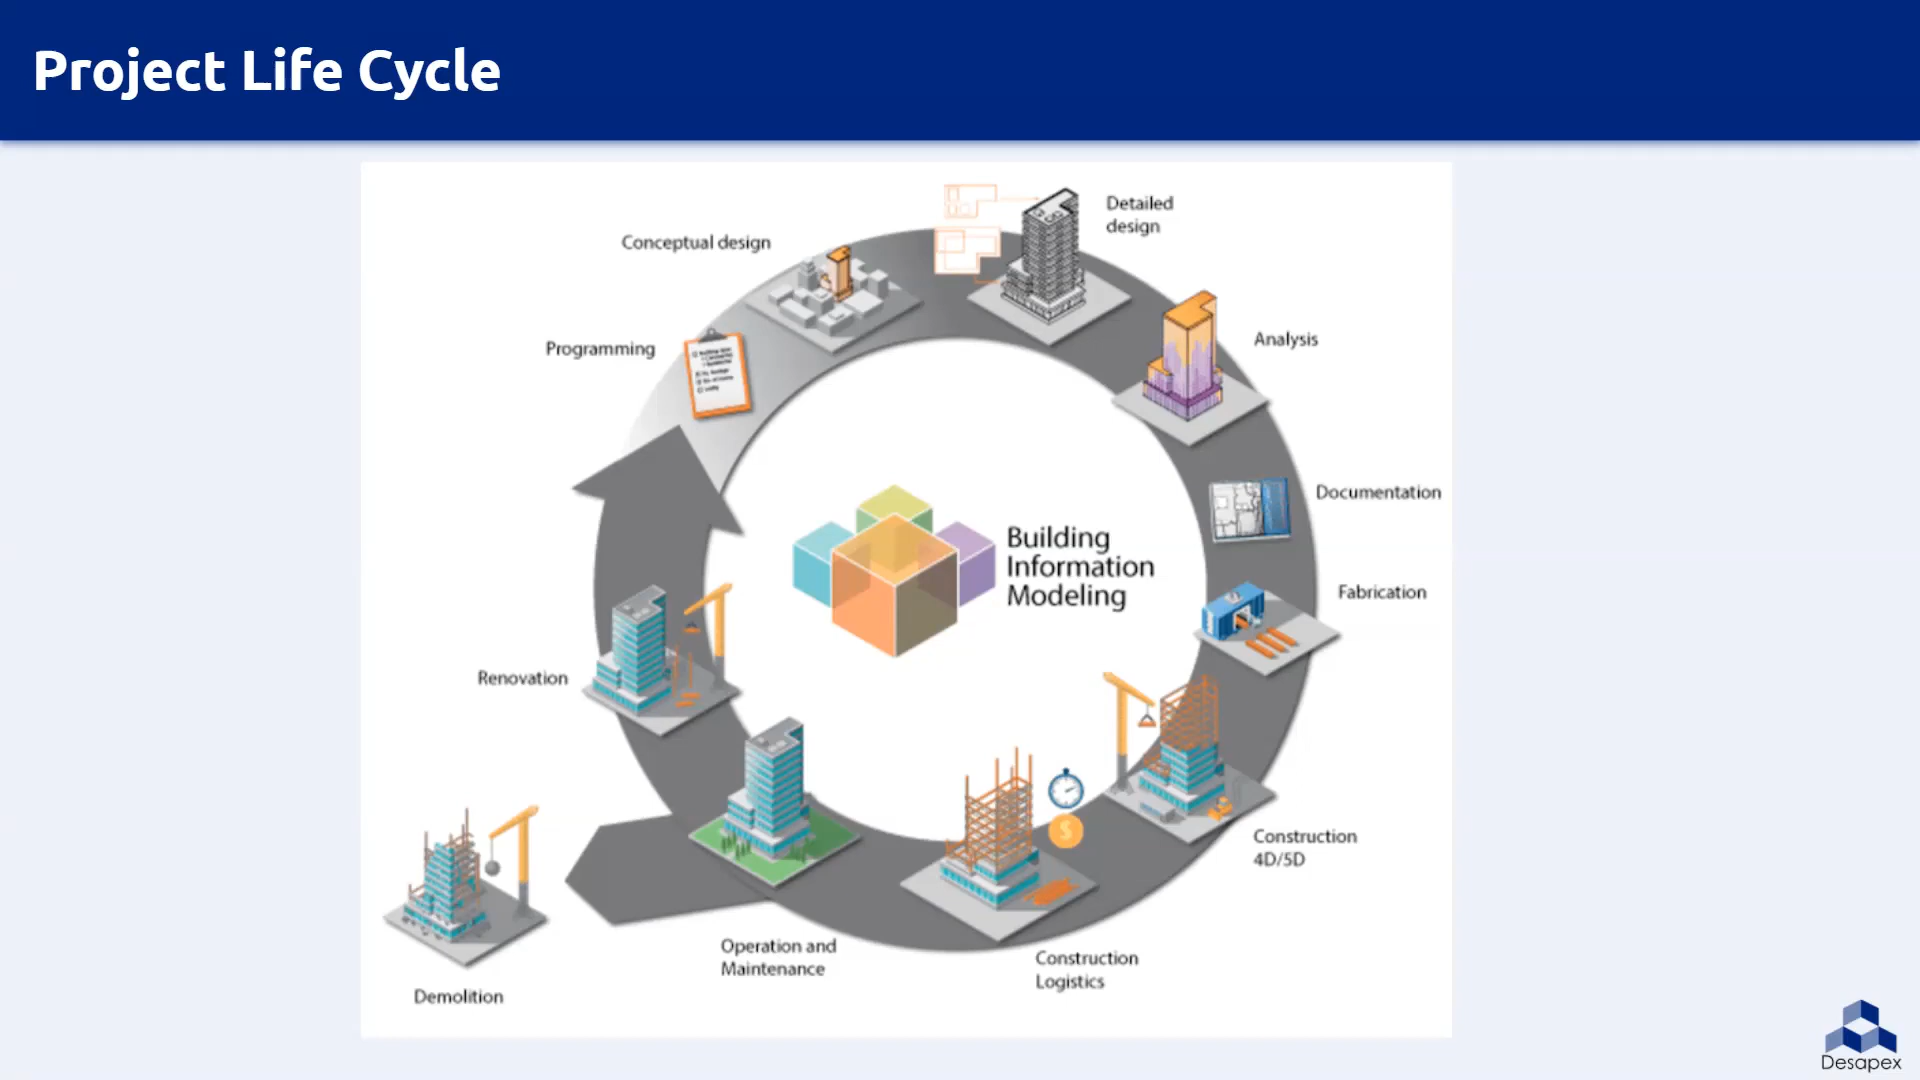 Project Life Cycle
Detailed
design
Conceptual design
Analysis
Programming
Documentation
Building
Information
Modeling
Fabrication
Renovation
S
Construction
4D/5D
Operation and
Maintenance
Construction
Logistics
Demolition
Desapex